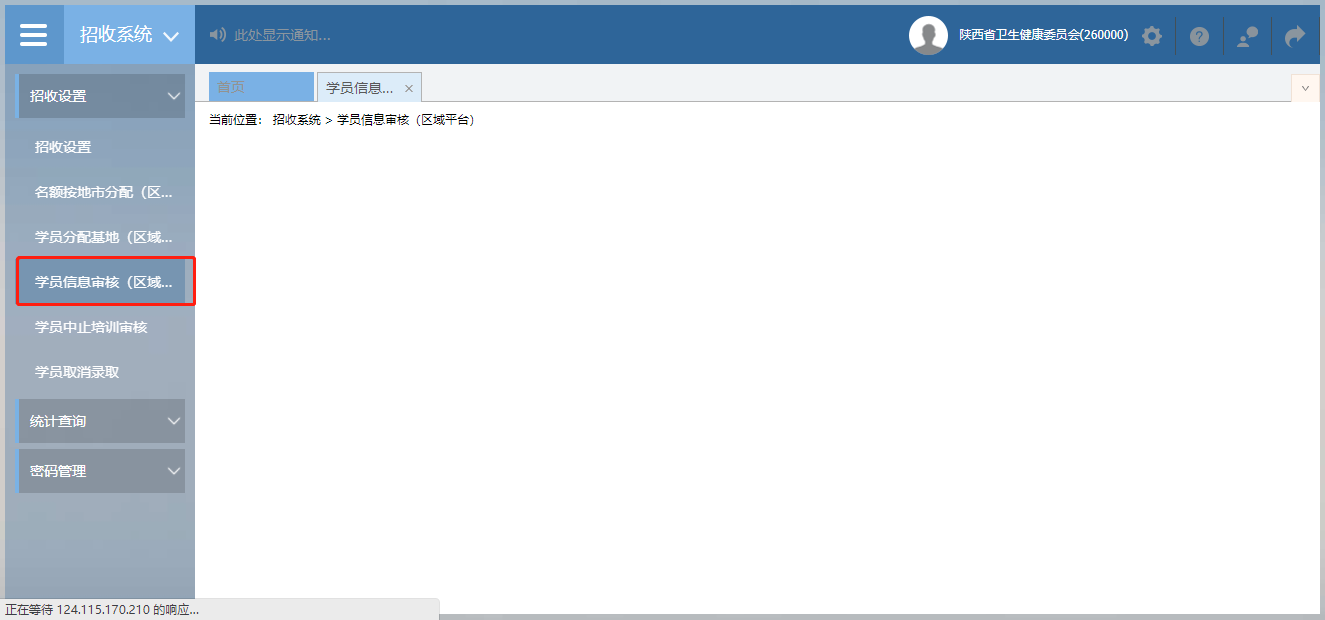 招收系统
此处显示通知...
陕西省卫生健康委员会(260000)
招收设置
首页
学员信息...
当前位置： 招收系统 > 学员信息审核（区域平台）
招收设置
名额按地市分配（区...
学员分配基地（区域...
学员信息审核（区域...
学员中止培训审核
学员取消录取
统计查询
密码管理
正在等待 124.115.170.210 的响应...